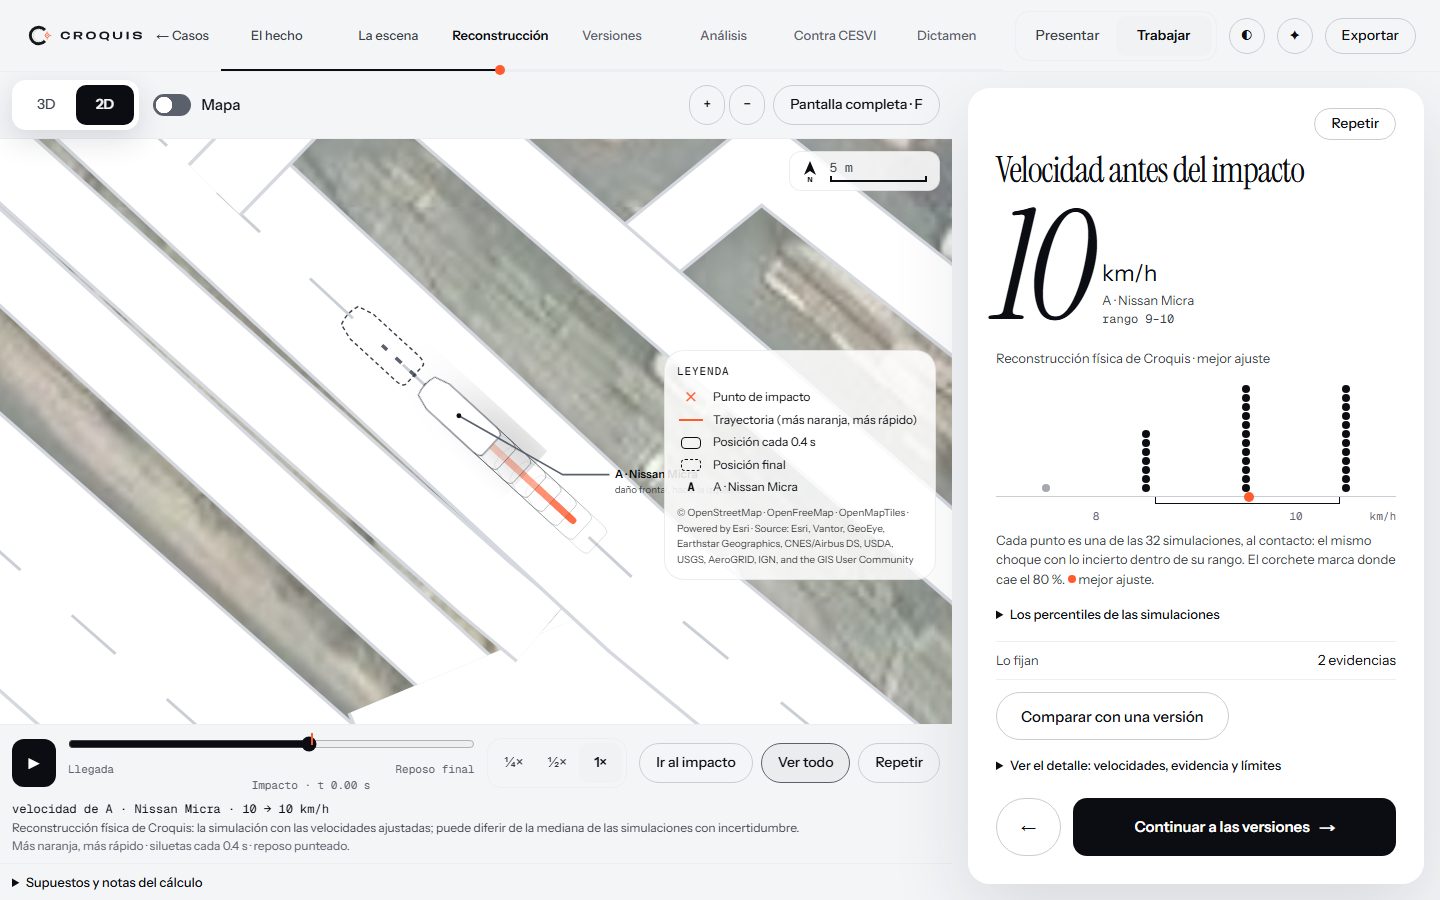 CROQUIS
← Casos
El hecho
La escena
Reconstrucción
Versiones
Análisis
Contra CESVI
Dictamen
Presentar
Trabajar
Exportar
3D
2D
Mapa
+
−
Pantalla completa · F
N
5 m
A · Nissan Micra
daño fronta
LEYENDA
Punto de impacto
Trayectoria (más naranja, más rápido)
Posición cada 0.4 s
Posición final
A A · Nissan Micra
© OpenStreetMap · OpenFreeMap · OpenMapTiles ·
Powered by Esri · Source: Esri, Vantor, GeoEye,
Earthstar Geographics, CNES/Airbus DS, USDA,
USGS, AeroGRID, IGN, and the GIS User Community
Llegada
Reposo final
Impacto · t 0.00 s
¼×
½×
1×
Ir al impacto
Ver todo
Repetir
velocidad de A · Nissan Micra · 10 → 10 km/h
Reconstrucción física de Croquis: la simulación con las velocidades ajustadas; puede diferir de la mediana de las simulaciones con incertidumbre.
Más naranja, más rápido · siluetas cada 0.4 s · reposo punteado.
Supuestos y notas del cálculo
Repetir
Velocidad antes del impacto
10 km/h
A · Nissan Micra
rango 9–10
Reconstrucción física de Croquis · mejor ajuste
8
10
km/h
Cada punto es una de las 32 simulaciones, al contacto: el mismo
choque con lo incierto dentro de su rango. El corchete marca donde
cae el 80 %. mejor ajuste.
Los percentiles de las simulaciones
Lo fijan
2 evidencias
Comparar con una versión
Ver el detalle: velocidades, evidencia y límites
←
Continuar a las versiones →